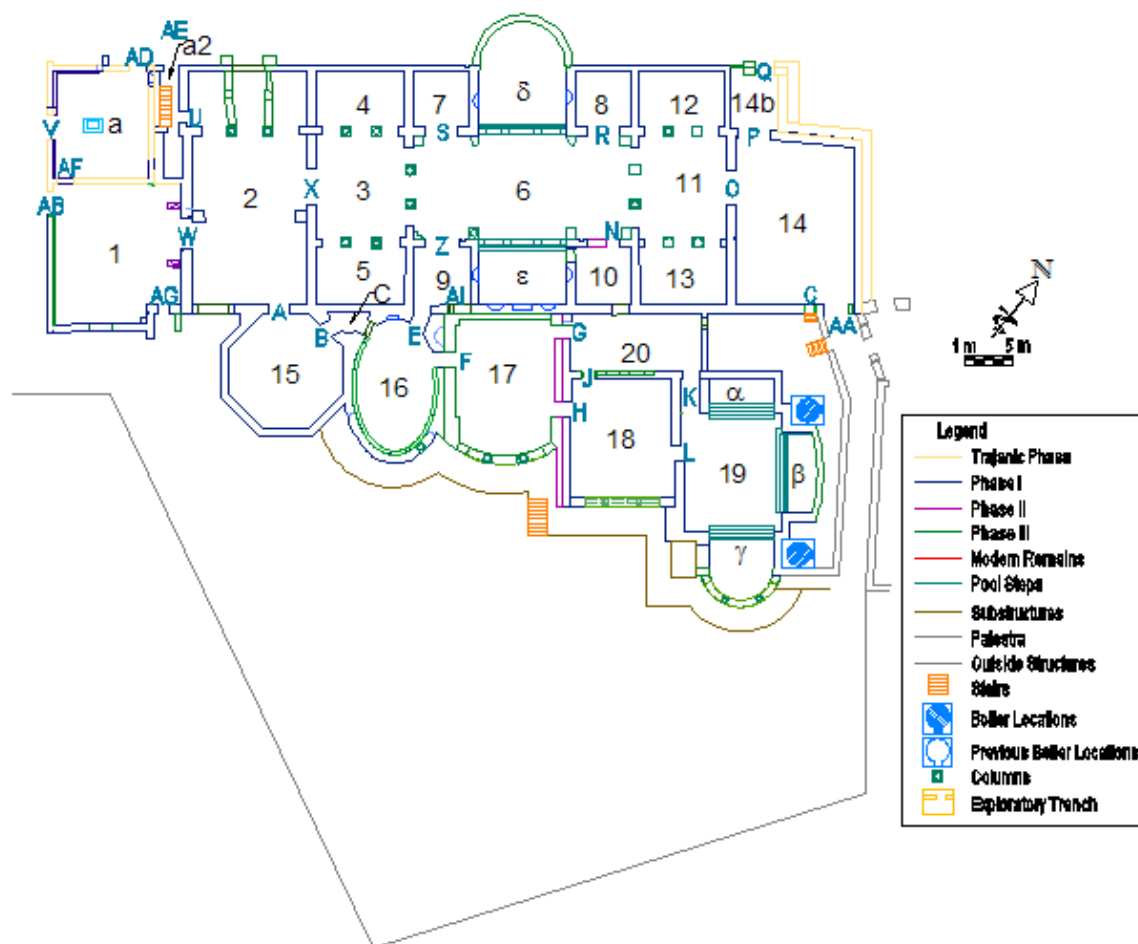 AE
AD
a2
4
7
δ
8
12
Q
14b
a
U
V
S
R
P
AF
AB
2
X
3
6
11
O
1
W
Z
N
14
5
9
ε
10
13
N
AG
A
C
AI
C
AA
1 m 5 m
B
E
G
15
16
F
17
20
J
K
α
H
18
L
19
β
γ
Legend
Trajanic Phase
Phase I
Phase II
Phase III
Modern Remains
Pool Steps
Substructures
Palestra
Outside Structures
Stairs
Boiler Locations
Previous Boiler Locations
Columns
Exploratory Trench